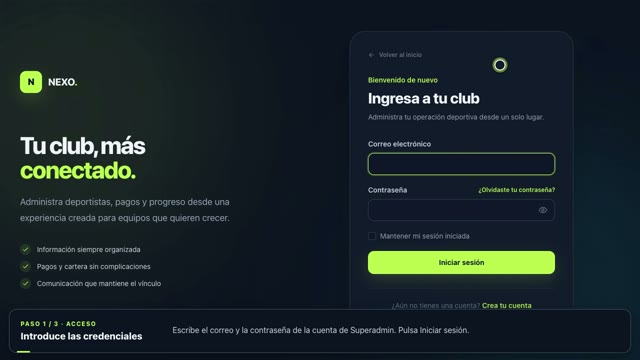 N NEXO.
Tu club, más
conectado.
Administra deportistas, pagos y progreso desde una
experiencia creada para equipos que quieren crecer.
Información siempre organizada
Pagos y cartera sin complicaciones
Comunicación que mantiene el vínculo
← Volver al inicio
Bienvenido de nuevo
Ingresa a tu club
Administra tu operación deportiva desde un solo lugar.
Correo electrónico
Contraseña ¿Olvidaste tu contraseña?
Mantener mi sesión iniciada
Iniciar sesión
¿Aún no tienes una cuenta? Crea tu cuenta
PASO 1 / 3 · ACCESO
Introduce las credenciales
Escribe el correo y la contraseña de la cuenta de Superadmin. Pulsa Iniciar sesión.